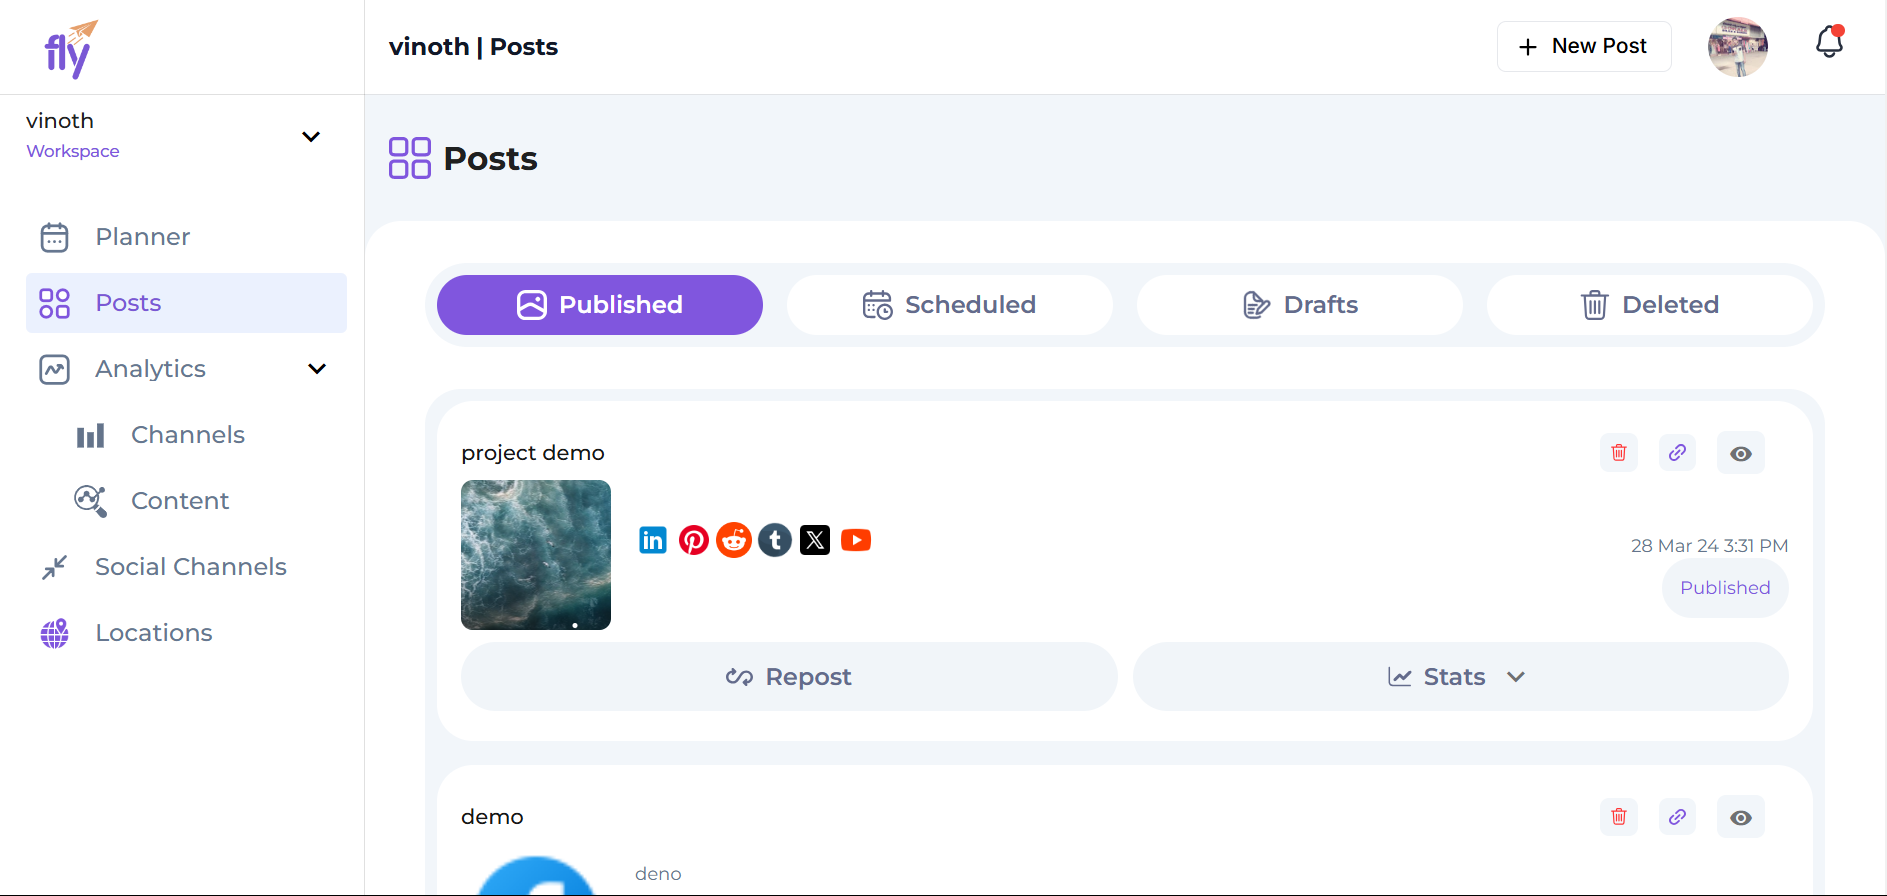 fly
vinoth | Posts
New Post
vinoth
Workspace
Posts
Planner
Posts
Analytics
Channels
Content
Social Channels
Locations
Published
Scheduled
Drafts
Deleted
project demo
28 Mar 24 3:31 PM
Published
Repost
Stats
demo
deno